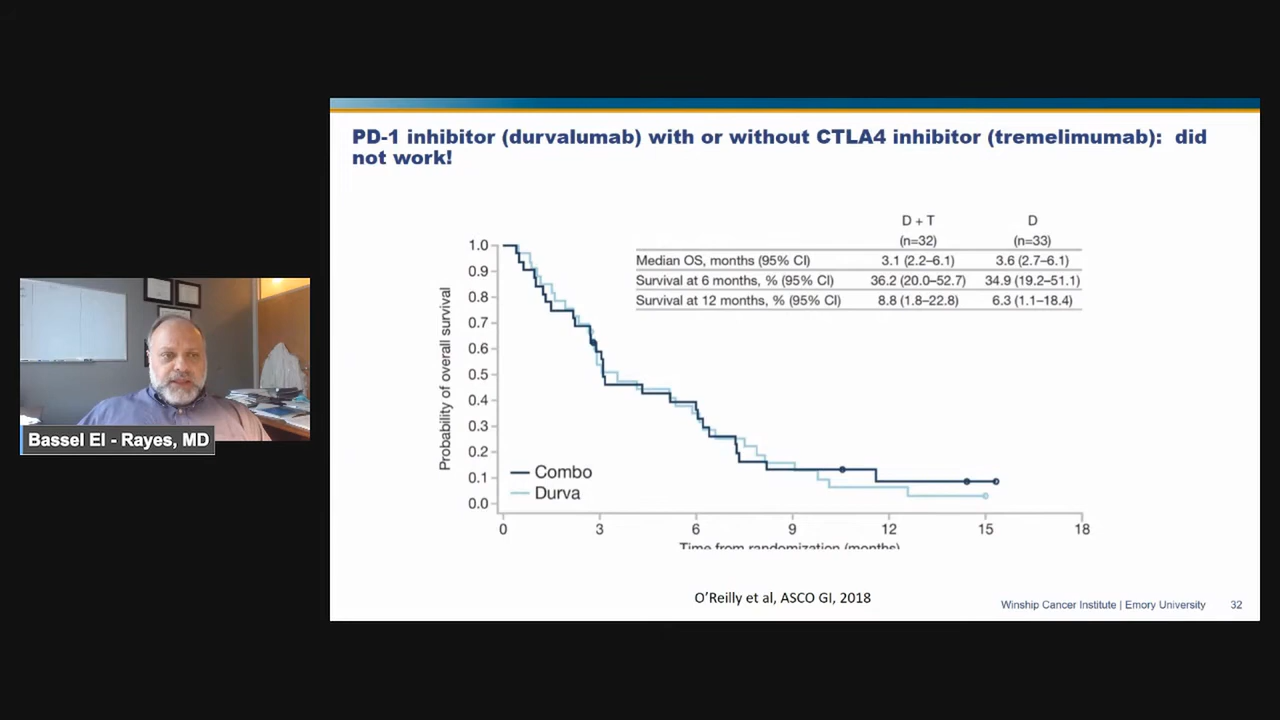 PD-1 inhibitor (durvalumab) with or without CTLA4 inhibitor (tremelimumab): did
not work!
D + T D
(n=32) (n=33)
Median OS, months (95% CI) 3.1 (2.2–6.1) 3.6 (2.7–6.1)
Survival at 6 months, % (95% CI) 36.2 (20.0–52.7) 34.9 (19.2–51.1)
Survival at 12 months, % (95% CI) 8.8 (1.8–22.8) 6.3 (1.1–18.4)
Probability of overall survival
1.0
0.9
0.8
0.7
0.6
0.5
0.4
0.3
0.2
0.1
0.0
Combo
Durva
0 3 6 9 12 15 18
Time from randomization (months)
O'Reilly et al, ASCO GI, 2018
Winship Cancer Institute | Emory University 32
Bassel El - Rayes, MD